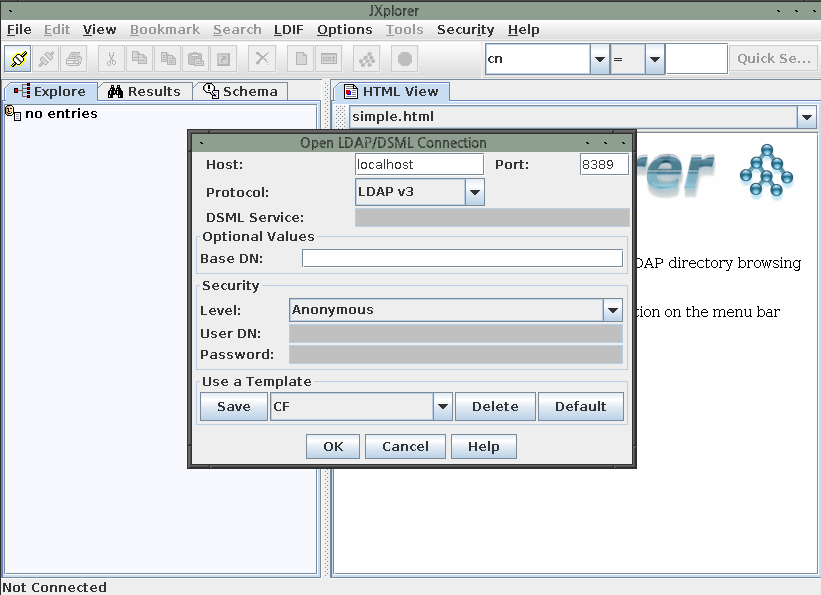 JXplorer
File Edit View Bookmark Search LDIF Options Tools Security Help
cn = Quick Se...
Explore Results Schema HTML View
no entries
simple.html
Open LDAP/DSML Connection
Host: localhost Port: 8389
Protocol: LDAP v3
DSML Service:
Optional Values
Base DN:
Security
Level: Anonymous
User DN:
Password:
Use a Template
Save CF Delete Default
OK Cancel Help
rer
DAP directory browsing
tion on the menu bar
Not Connected